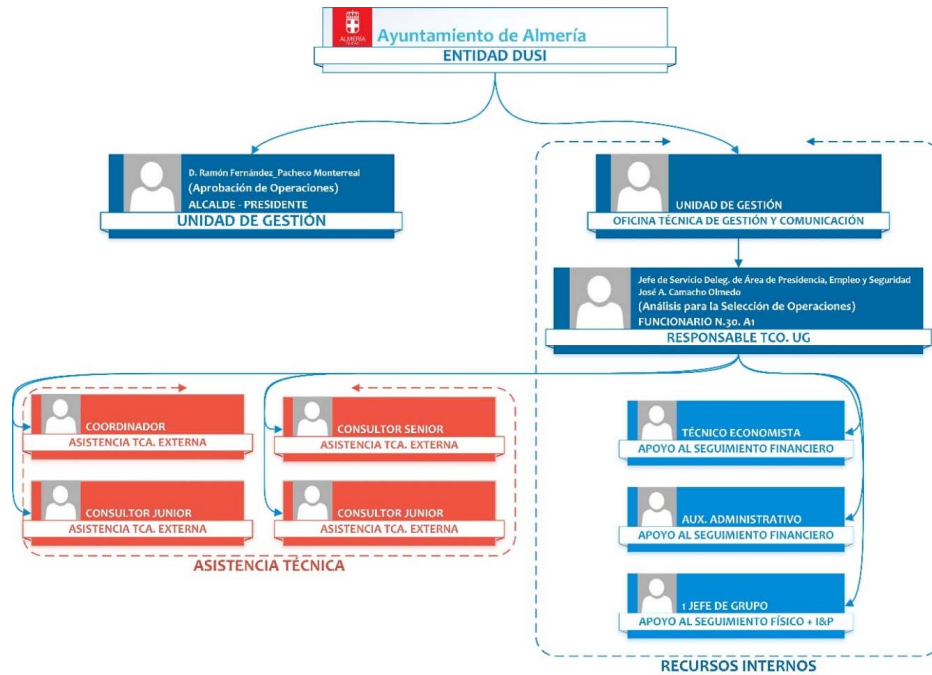 ALMERÍA
Ayuntamiento de Almería
ENTIDAD DUSI
D. Ramón Fernández_Pacheco Monterreal
(Aprobación de Operaciones)
ALCALDE - PRESIDENTE
UNIDAD DE GESTIÓN
UNIDAD DE GESTIÓN
OFICINA TÉCNICA DE GESTIÓN Y COMUNICACIÓN
Jefe de Servicio Deleg. de Área de Presidencia, Empleo y Seguridad
José A. Camacho Olmedo
(Análisis para la Selección de Operaciones)
FUNCIONARIO N.30. A1
RESPONSABLE TCO. UG
COORDINADOR
ASISTENCIA TCA. EXTERNA
CONSULTOR SENIOR
ASISTENCIA TCA. EXTERNA
CONSULTOR JUNIOR
ASISTENCIA TCA. EXTERNA
CONSULTOR JUNIOR
ASISTENCIA TCA. EXTERNA
ASISTENCIA TÉCNICA
TÉCNICO ECONOMISTA
APOYO AL SEGUIMIENTO FINANCIERO
AUX. ADMINISTRATIVO
APOYO AL SEGUIMIENTO FINANCIERO
1 JEFE DE GRUPO
APOYO AL SEGUIMIENTO FÍSICO + I&P
RECURSOS INTERNOS